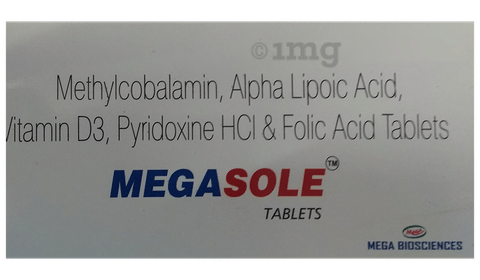 ©1mg
Methylcobalamin, Alpha Lipoic Acid,
Vitamin D3, Pyridoxine HCl & Folic Acid Tablets
MEGASOLE™
TABLETS
MEGA BIOSCIENCES